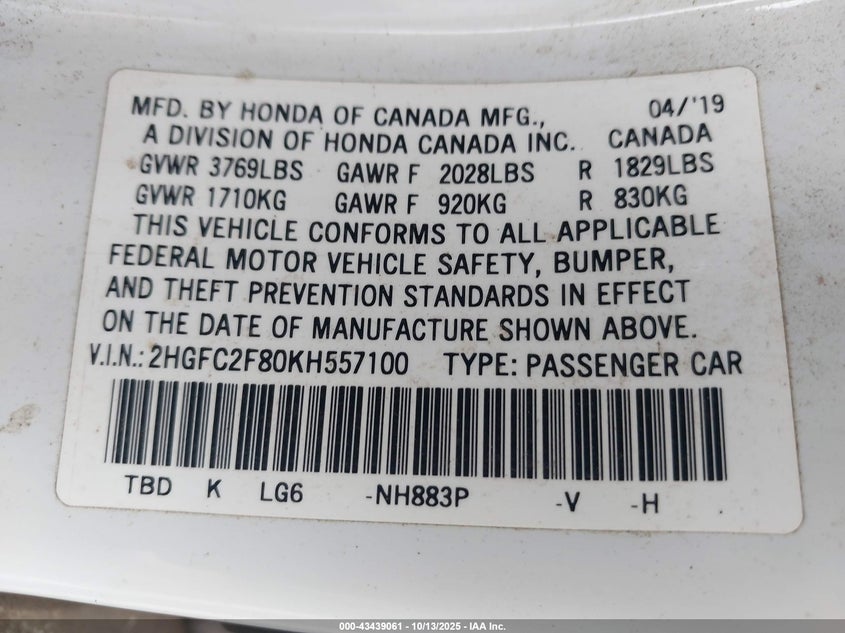 MFD. BY HONDA OF CANADA MFG., 04/'19
A DIVISION OF HONDA CANADA INC. CANADA
GVWR 3769LBS GAWR F 2028LBS R 1829LBS
GVWR 1710KG GAWR F 920KG R 830KG
THIS VEHICLE CONFORMS TO ALL APPLICABLE
FEDERAL MOTOR VEHICLE SAFETY, BUMPER,
AND THEFT PREVENTION STANDARDS IN EFFECT
ON THE DATE OF MANUFACTURE SHOWN ABOVE.
V.I.N.: 2HGFC2F80KH557100 TYPE: PASSENGER CAR
TBD K LG6 -NH883P -V -H
000-43439061 - 10/13/2025 - IAA Inc.